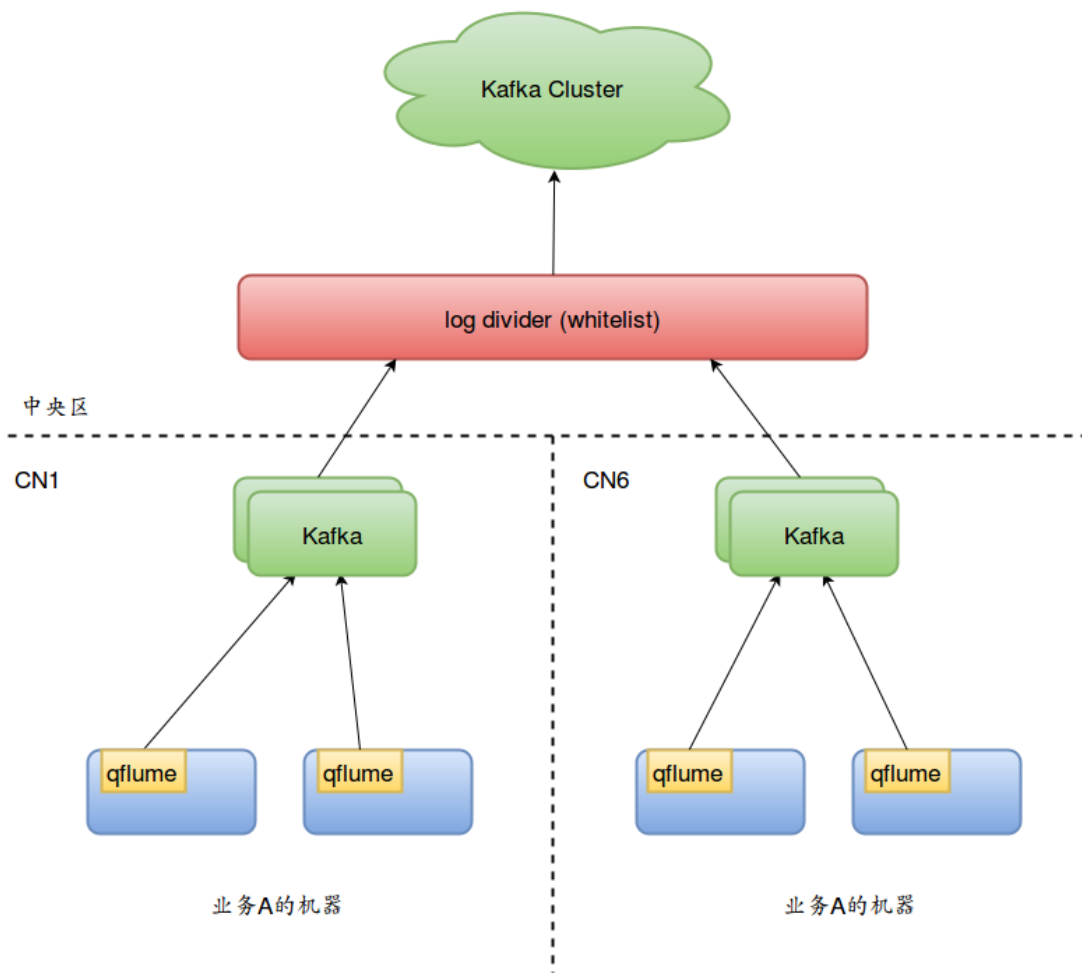 Kafka Cluster
log divider (whitelist)
中央区
CN1
CN6
Kafka
Kafka
qflume
qflume
qflume
qflume
业务A的机器
业务A的机器